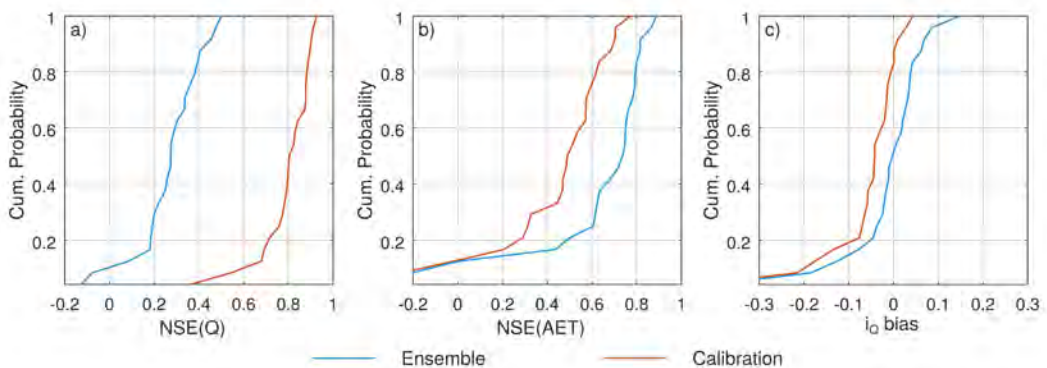 a)
Cum. Probability
1
0.8
0.6
0.4
0.2
-0.2 0 0.2 0.4 0.6 0.8 1
NSE(Q)
b)
Cum. Probability
1
0.8
0.6
0.4
0.2
-0.2 0 0.2 0.4 0.6 0.8 1
NSE(AET)
c)
Cum. Probability
1
0.8
0.6
0.4
0.2
-0.3 -0.2 -0.1 0 0.1 0.2 0.3
iQ bias
Ensemble Calibration